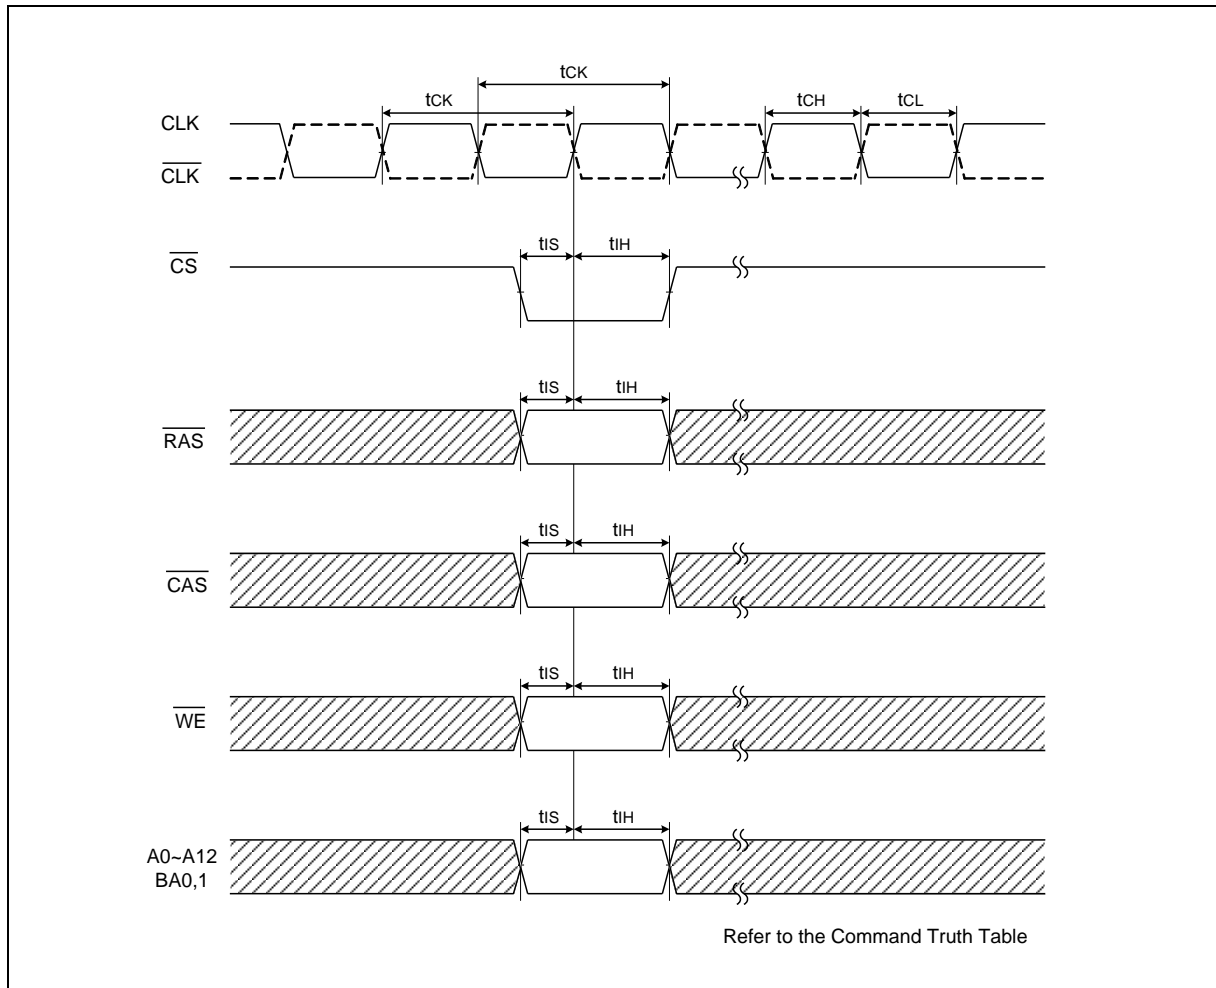 tCK
tCK
tCH
tCL
CLK
CLK
tIS
tIH
CS
tIS
tIH
RAS
tIS
tIH
CAS
tIS
tIH
WE
tIS
tIH
A0~A12
BA0,1
Refer to the Command Truth Table